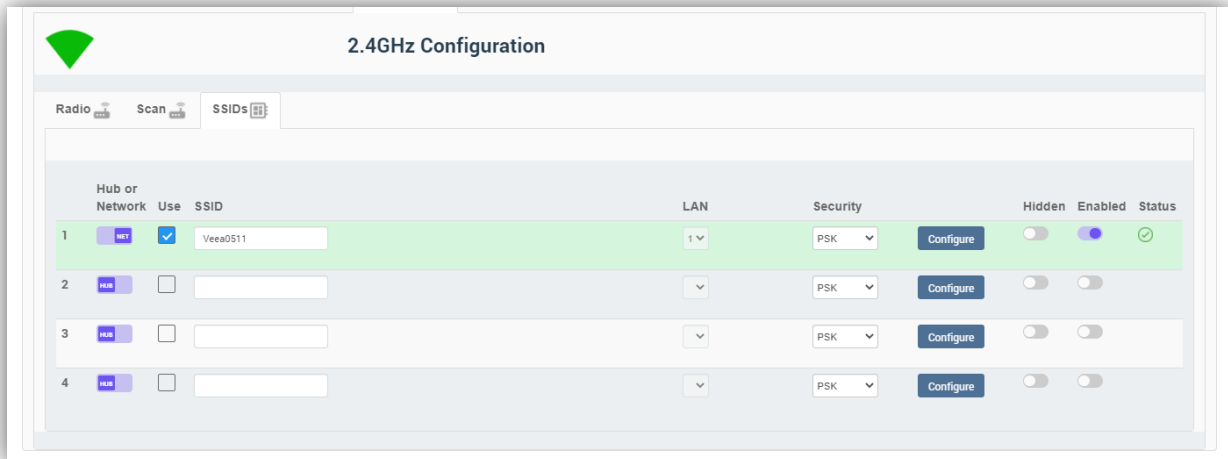 2.4GHz Configuration
Radio Scan SSIDs
Hub or
Network Use SSID LAN Security Hidden Enabled Status
1 NET Veea0511 1 PSK Configure
2 HUB PSK Configure
3 HUB PSK Configure
4 HUB PSK Configure